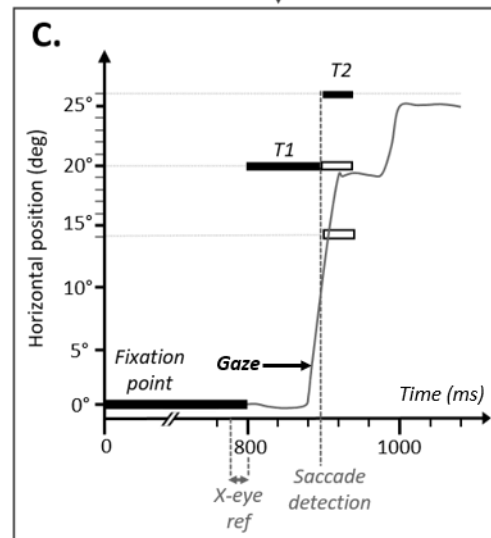 C.
T2
25°
T1
20°
15°
10°
5°
0°
Horizontal position (deg)
Fixation
point
Gaze
Time (ms)
0
800
1000
X-eye
ref
Saccade
detection